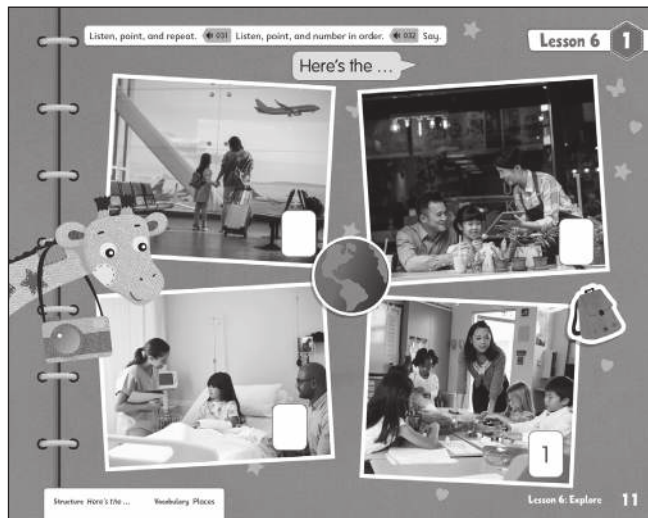 Listen, point, and repeat. 031 Listen, point, and number in order. 032 Say.
Lesson 6 1
Here's the ...
1
Structure Here's the ... Vocabulary Places
Lesson 6: Explore 11